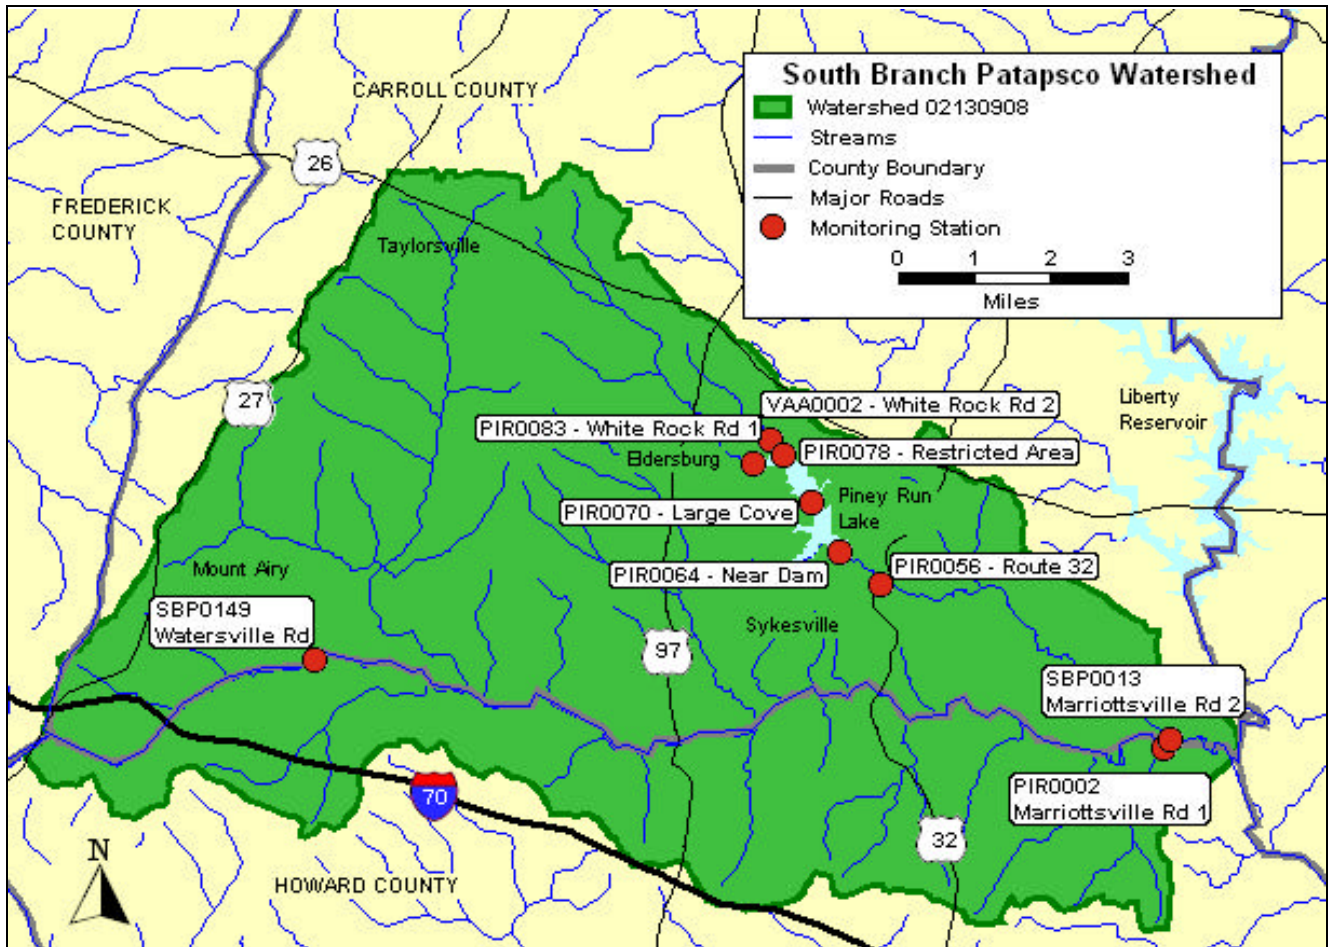 South Branch Patapsco Watershed
Watershed 02130908
Streams
County Boundary
Major Roads
Monitoring Station
0 1 2 3
Miles
CARROLL COUNTY
26
FREDERICK
COUNTY
Taylorsville
27
Liberty
Reservoir
VAA0002 - White Rock Rd 2
PIR0083 - White Rock Rd 1
PIR0078 - Restricted Area
Eldersburg
Piney Run
Lake
PIR0070 - Large Cove
PIR0064 - Near Dam
PIR0056 - Route 32
Mount Airy
SBP0149
Watersville Rd
Sykesville
97
SBP0013
Marriottsville Rd 2
PIR0002
Marriottsville Rd 1
70
32
N
HOWARD COUNTY